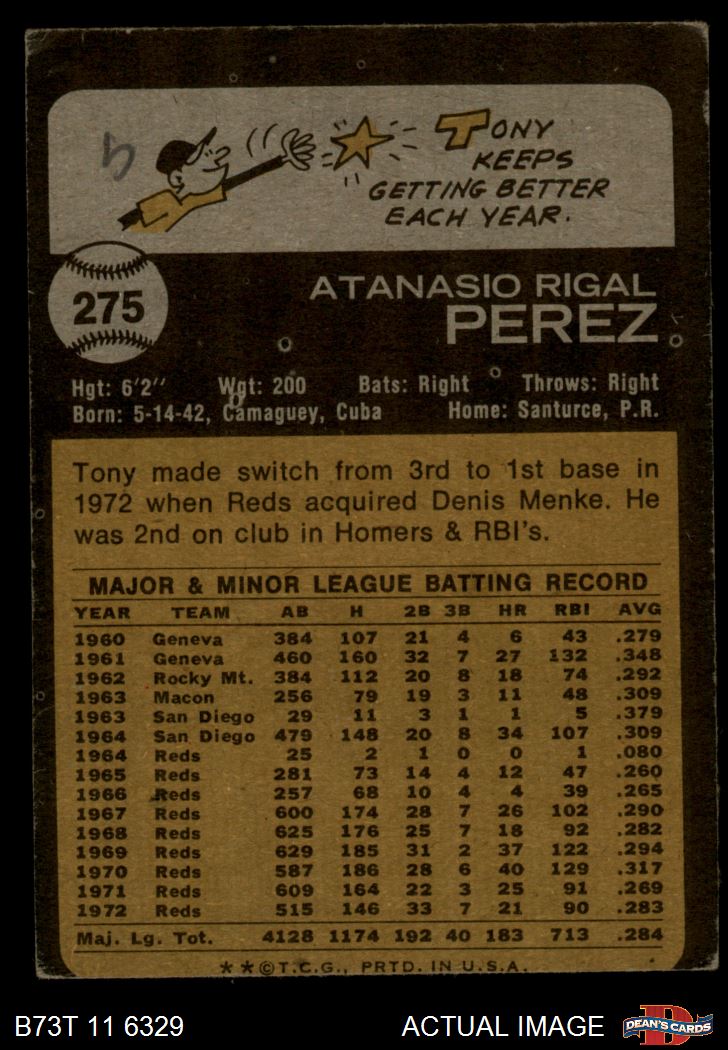 TONY
KEEPS
GETTING BETTER
EACH YEAR.
275
ATANASIO RIGAL
PEREZ
Hgt: 6'2" Wgt: 200 Bats: Right Throws: Right
Born: 5-14-42, Camaguey, Cuba Home: Santurce, P.R.
Tony made switch from 3rd to 1st base in
1972 when Reds acquired Denis Menke. He
was 2nd on club in Homers & RBI's.
MAJOR & MINOR LEAGUE BATTING RECORD
YEAR TEAM AB H 2B 3B HR RBI AVG
1960 Geneva 384 107 21 4 6 43 .279
1961 Geneva 460 160 32 7 27 132 .348
1962 Rocky Mt. 384 112 20 8 18 74 .292
1963 Macon 256 79 19 3 11 48 .309
1963 San Diego 29 11 3 1 1 5 .379
1964 San Diego 479 148 20 8 34 107 .309
1964 Reds 25 2 1 0 0 1 .080
1965 Reds 281 73 14 4 12 47 .260
1966 Reds 257 68 10 4 4 39 .265
1967 Reds 600 174 28 7 26 102 .290
1968 Reds 625 176 25 7 18 92 .282
1969 Reds 629 185 31 2 37 122 .294
1970 Reds 587 186 28 6 40 129 .317
1971 Reds 609 164 22 3 25 91 .269
1972 Reds 515 146 33 7 21 90 .283
Maj. Lg. Tot. 4128 1174 192 40 183 713 .284
**©T.C.G., PRTD. IN U.S.A.
B73T 11 6329 ACTUAL IMAGE DEAN'S CARDS